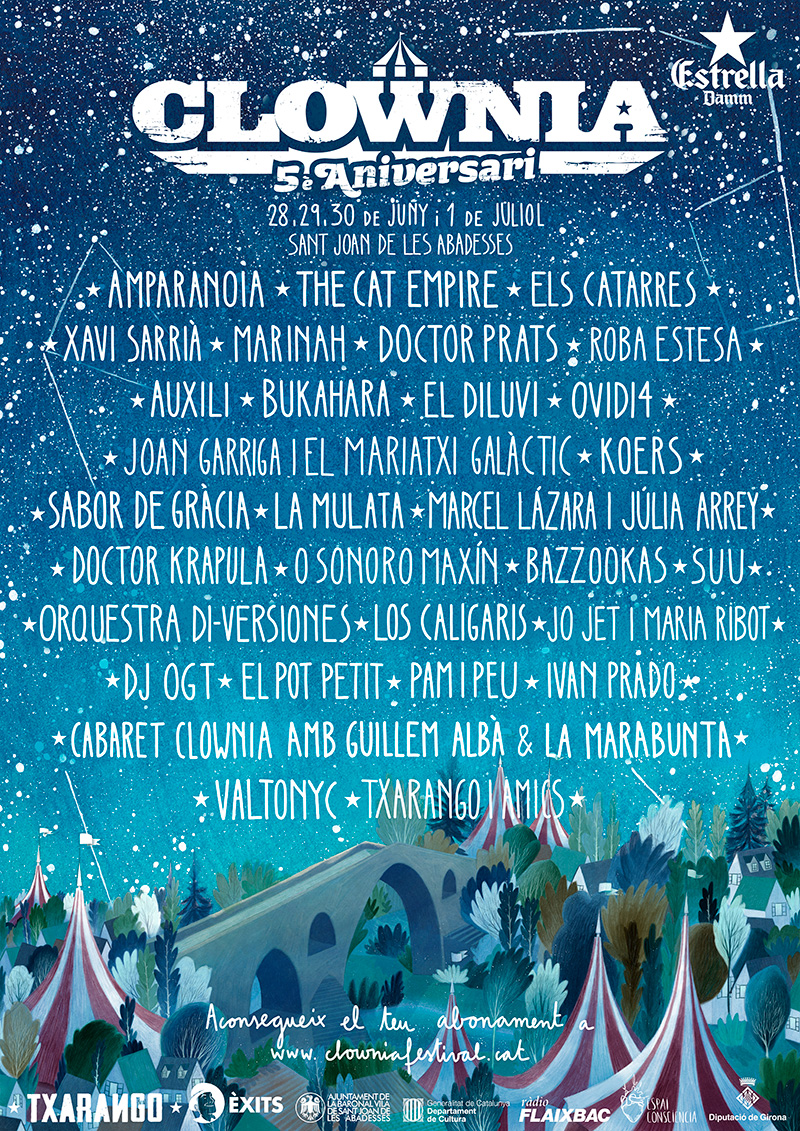 Estrella
Damm
CLOWNIA
5è Aniversari
28, 29, 30 DE JUNY i 1 DE JULIOL
SANT JOAN DE LES ABADESSES
★ AMPARANOIA ★ THE CAT EMPIRE ★ ELS CATARRES ★
★ XAVI SARRIÀ ★ MARINAH ★ DOCTOR PRATS ★ ROBA ESTESA ★
★ AUXILI ★ BUKAHARA ★ EL DILUVI ★ OVIDI4 ★
★ JOAN GARRIGA I EL MARIATXI GALÀCTIC ★ KOERS ★
★ SABOR DE GRÀCIA ★ LA MULATA ★ MARCEL LÁZARA I JÚLIA ARREY ★
★ DOCTOR KRAPULA ★ O SONORO MAXÍN ★ BAZZOOKAS ★ SUU ★
★ ORQUESTRA DI-VERSIONES ★ LOS CALIGARIS ★ JO JET I MARIA RIBOT ★
★ DJ OGT ★ EL POT PETIT ★ PAM I PEU ★ IVAN PRADO ★
★ CABARET CLOWNIA AMB GUILLEM ALBÀ & LA MARABUNTA ★
★ VALTONYC ★ TXARANGO I AMICS ★
Aconsegueix el teu abonament a
www.clowniafestival.cat
★ TXARANGO ★
ÈXITS
AJUNTAMENT DE
LA BARONAL VILA
DE SANT JOAN DE
LES ABADESSES
Generalitat de Catalunya
Departament
de Cultura
ràdio
FLAIXBAC
ESPAI
CONSCIÈNCIA
Diputació de Girona